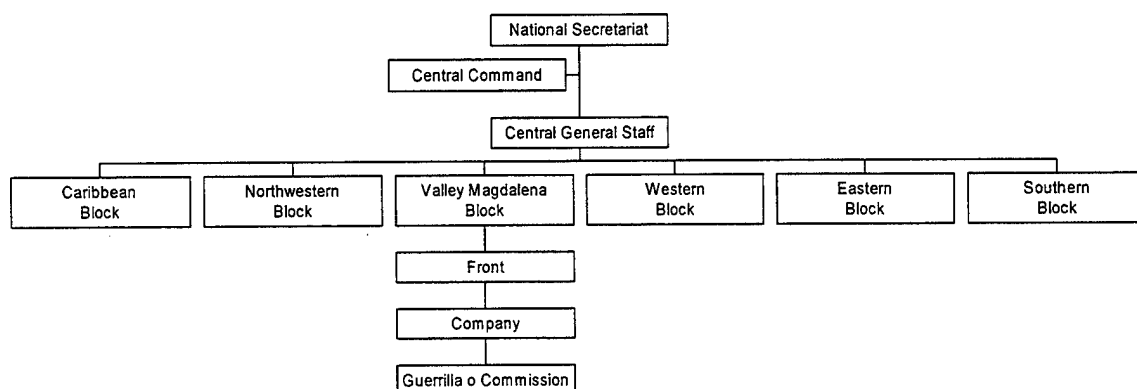 National Secretariat
Central Command
Central General Staff
Caribbean
Block
Northwestern
Block
Valley Magdalena
Block
Western
Block
Eastern
Block
Southern
Block
Front
Company
Guerrilla o Commission